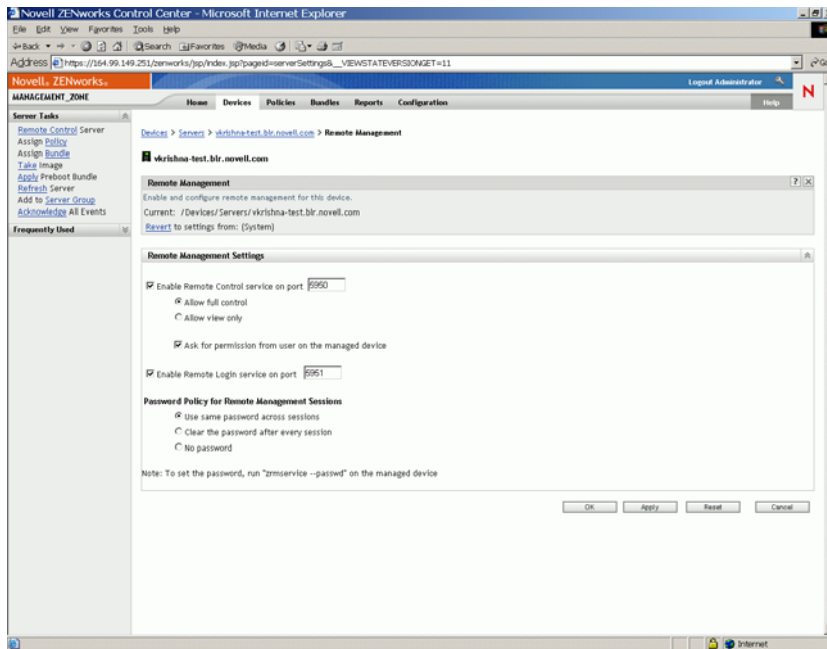 Novell ZENworks Control Center - Microsoft Internet Explorer
File Edit View Favorites Tools Help
Back Search Favorites Media
Address https://164.99.149.251/zenworks/jsp/index.jsp?pageid=serverSettings&__VIEWSTATEVERSIONGET=11 Go
Novell® ZENworks® Logout Administrator
MANAGEMENT_ZONE Home Devices Policies Bundles Reports Configuration Help N
Server Tasks
Remote Control Server
Assign Policy
Assign Bundle
Take Image
Apply Preboot Bundle
Refresh Server
Add to Server Group
Acknowledge All Events
Frequently Used
Devices > Servers > vkrishna-test.blr.novell.com > Remote Management
vkrishna-test.blr.novell.com
Remote Management
Enable and configure remote management for this device.
Current: /Devices/Servers/vkrishna-test.blr.novell.com
Revert to settings from: (System)
Remote Management Settings
Enable Remote Control service on port 5950
Allow full control
Allow view only
Ask for permission from user on the managed device
Enable Remote Login service on port 5951
Password Policy for Remote Management Sessions
Use same password across sessions
Clear the password after every session
No password
Note: To set the password, run "zrmservice --passwd" on the managed device
OK Apply Reset Cancel
Internet